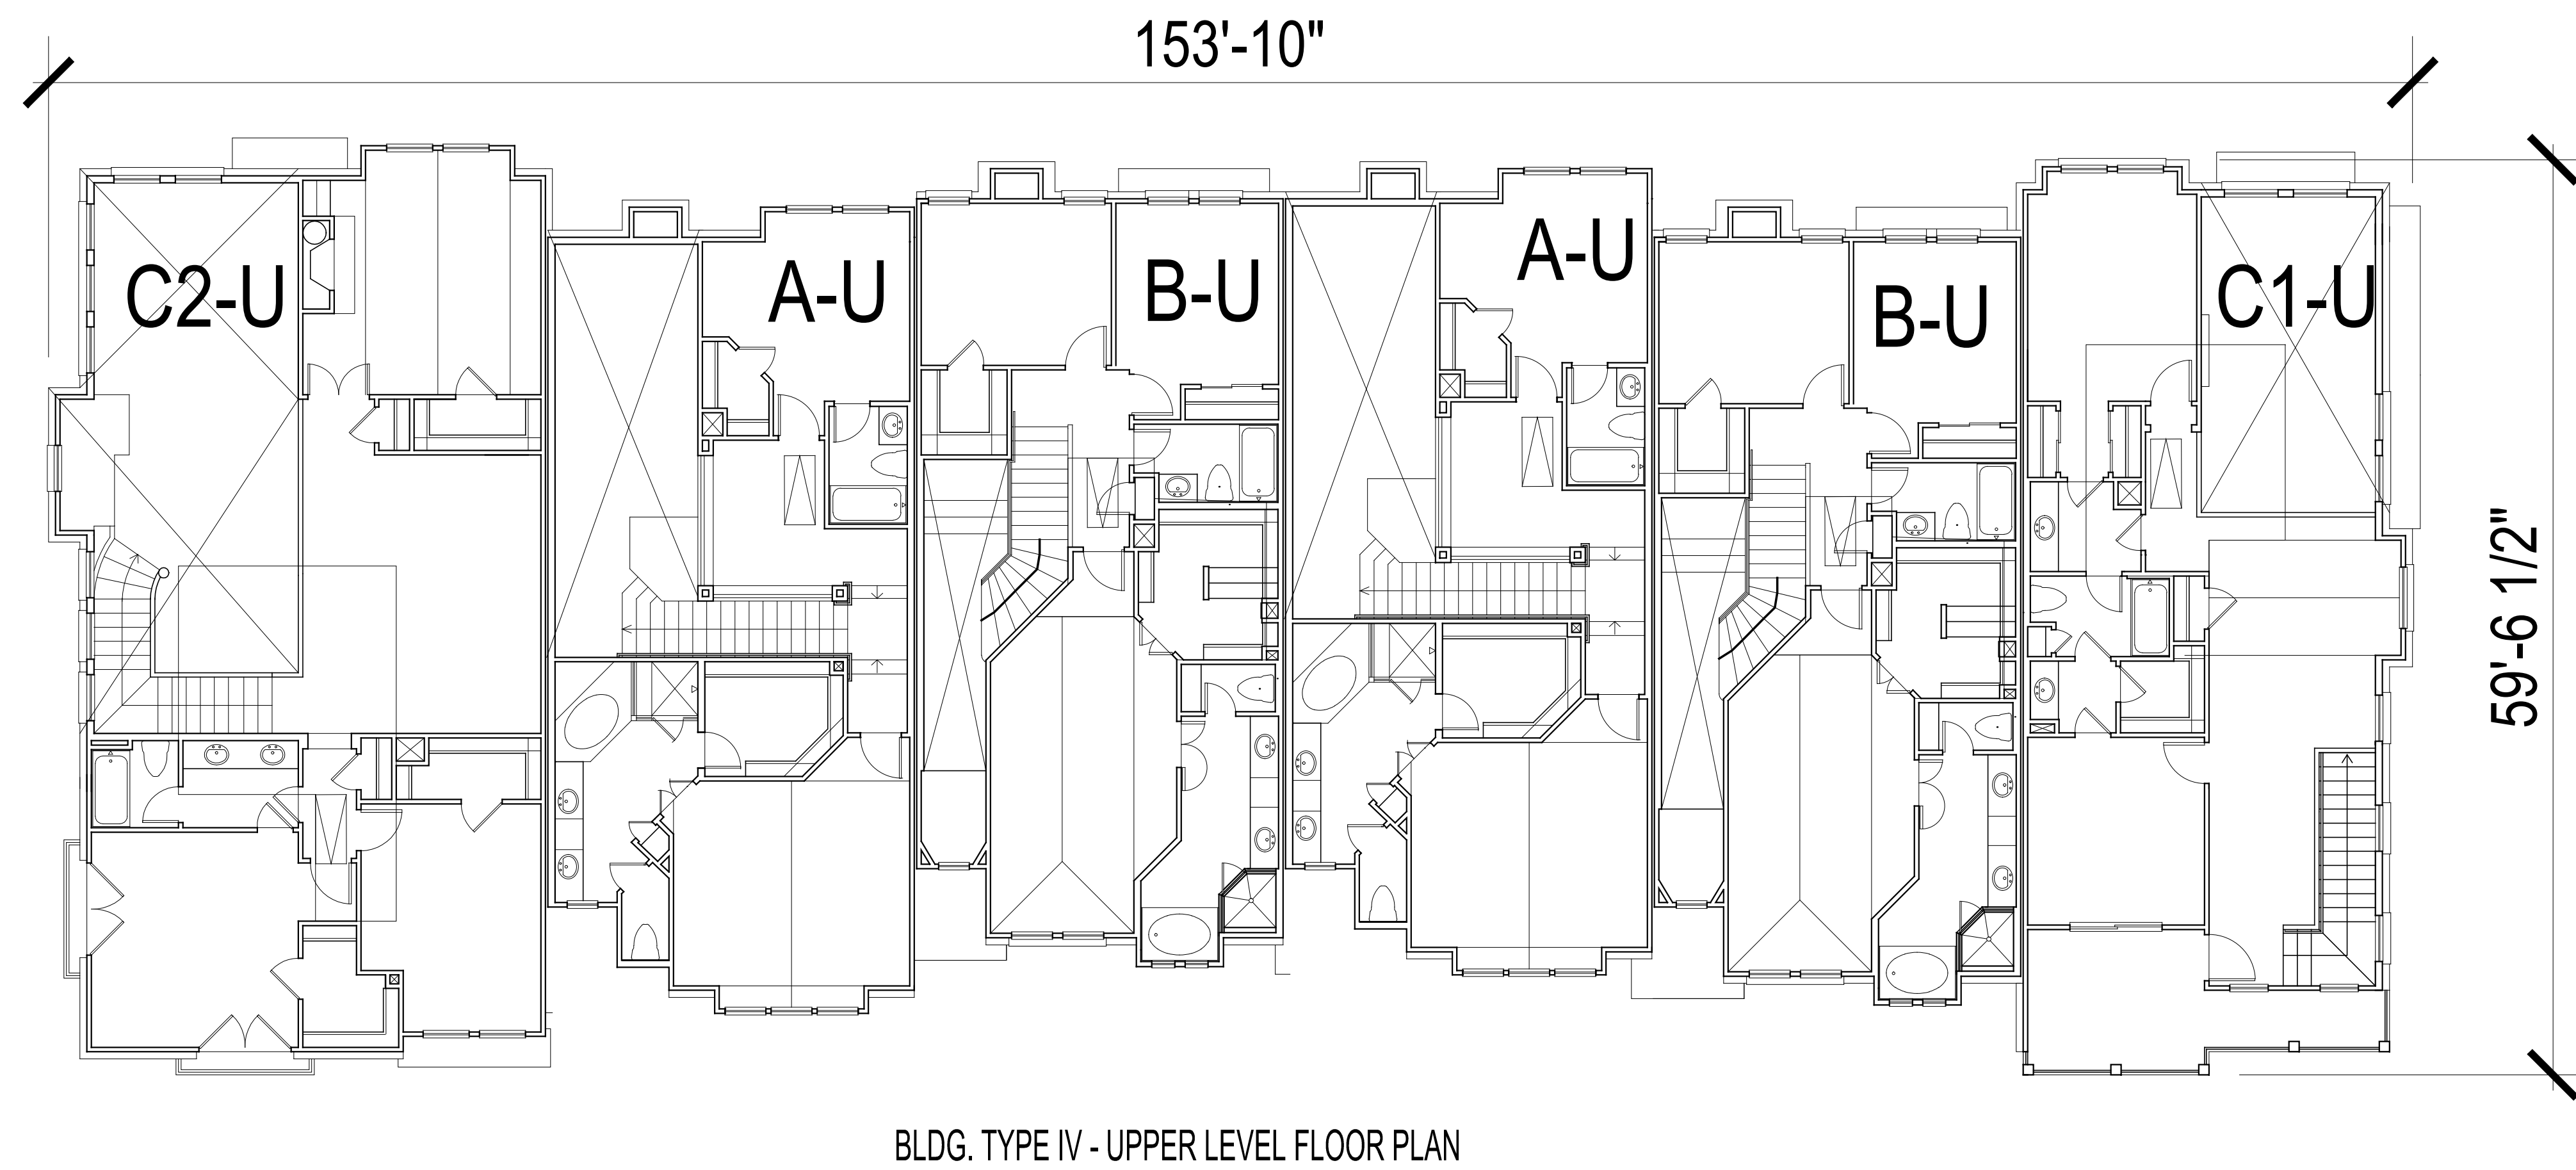 153'-10"
C2-U
A-U
B-U
A-U
B-U
C1-U
59'-6 1/2"
BLDG. TYPE IV - UPPER LEVEL FLOOR PLAN